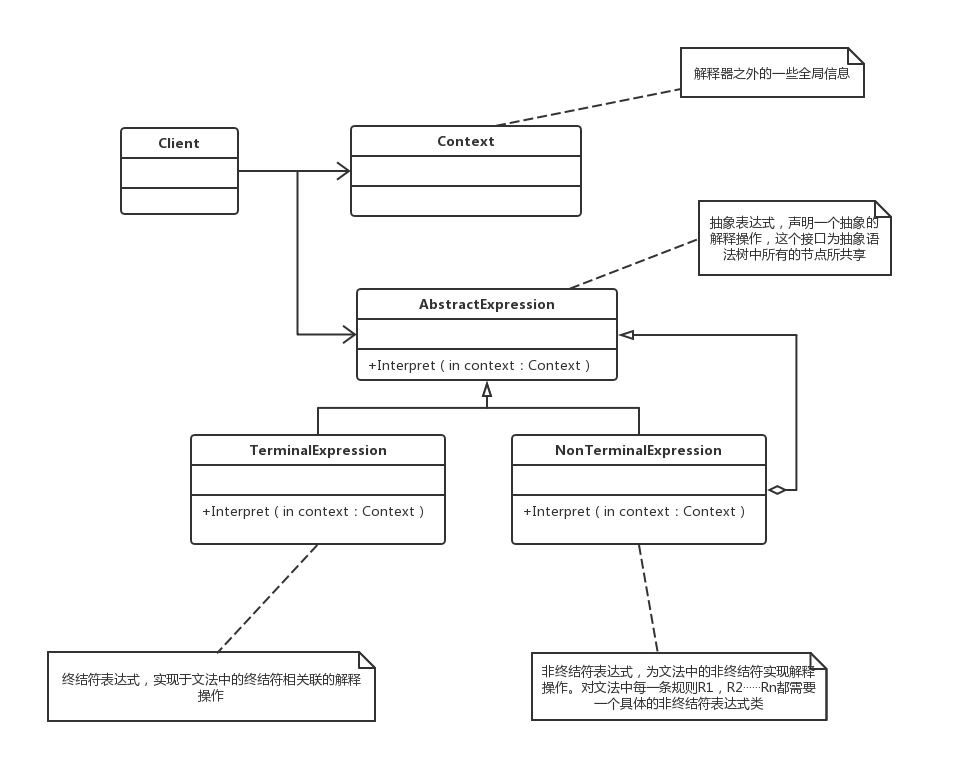 解释器之外的一些全局信息
Client
Context
抽象表达式，声明一个抽象的
解释操作，这个接口为抽象语
法树中所有的节点所共享
AbstractExpression
+Interpret ( in context : Context )
TerminalExpression
+Interpret ( in context : Context )
NonTerminalExpression
+Interpret ( in context : Context )
终结符表达式，实现于文法中的终结符相关联的解释
操作
非终结符表达式，为文法中的非终结符实现解释
操作。对文法中每一条规则R1，R2······Rn都需要
一个具体的非终结符表达式类